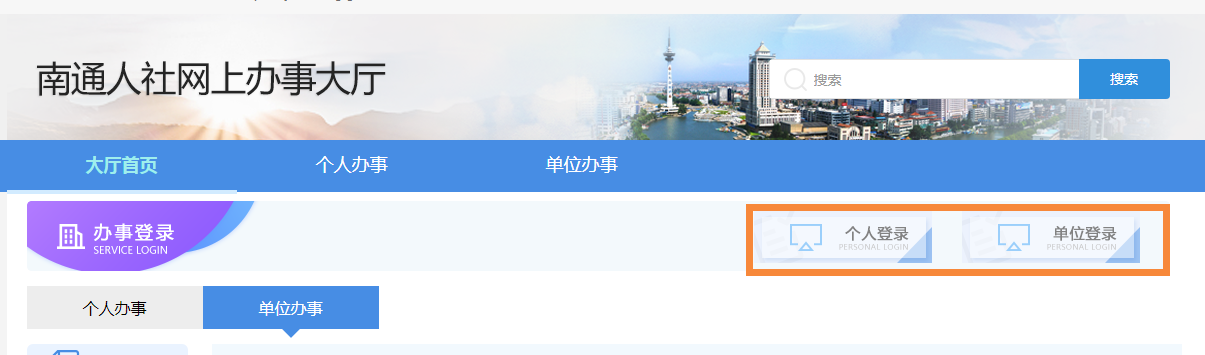 南通人社网上办事大厅
搜索
搜索
大厅首页
个人办事
单位办事
办事登录
SERVICE LOGIN
个人登录
PERSONAL LOGIN
单位登录
PERSONAL LOGIN
个人办事
单位办事